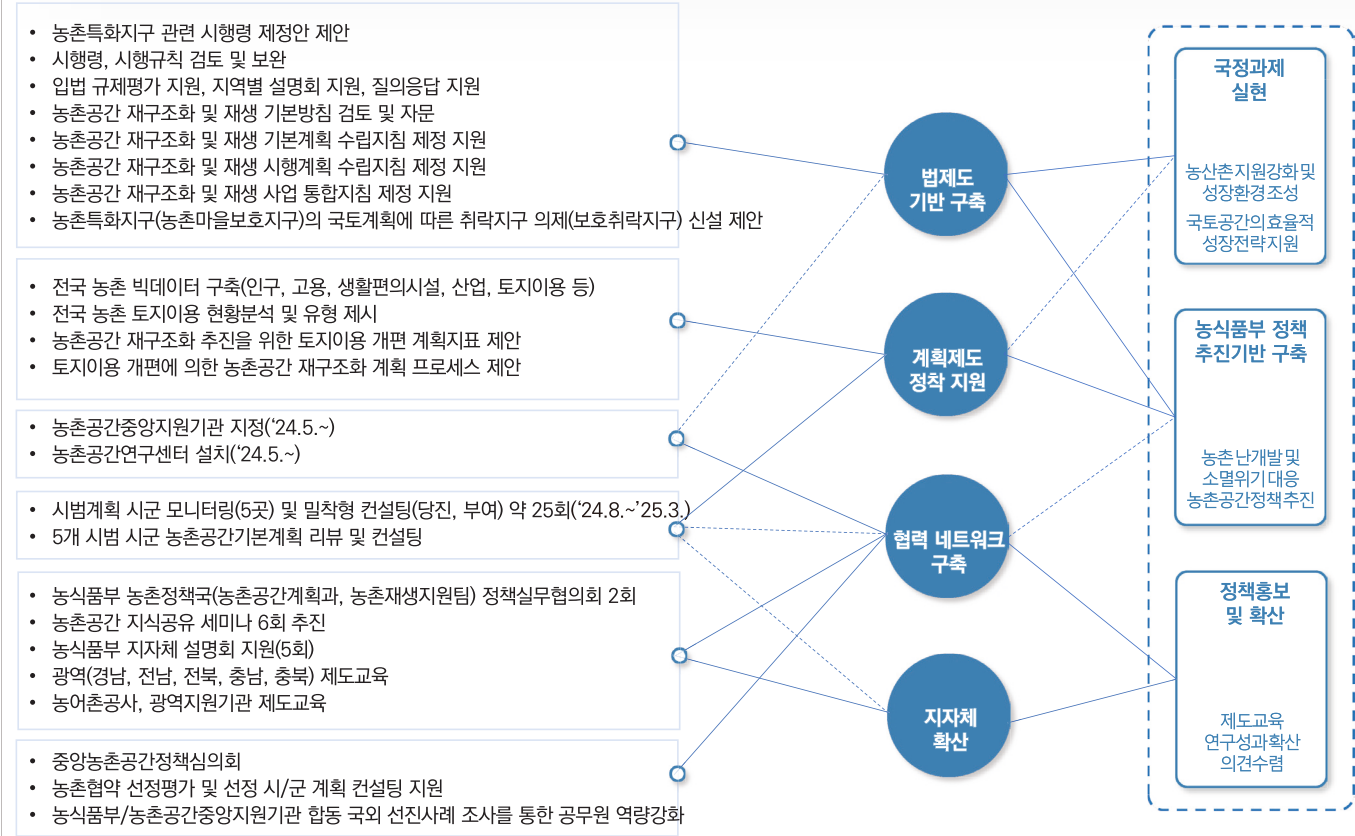 • 농촌특화지구 관련 시행령 제정안 제안
• 시행령, 시행규칙 검토 및 보완
• 입법 규제평가 지원, 지역별 설명회 지원, 질의응답 지원
• 농촌공간 재구조화 및 재생 기본방침 검토 및 자문
• 농촌공간 재구조화 및 재생 기본계획 수립지침 제정 지원
• 농촌공간 재구조화 및 재생 시행계획 수립지침 제정 지원
• 농촌공간 재구조화 및 재생 사업 통합지침 제정 지원
• 농촌특화지구(농촌마을보호지구)의 국토계획에 따른 취락지구 의제(보호취락지구) 신설 제안
• 전국 농촌 빅데이터 구축(인구, 고용, 생활편의시설, 산업, 토지이용 등)
• 전국 농촌 토지이용 현황분석 및 유형 제시
• 농촌공간 재구조화 추진을 위한 토지이용 개편 계획지표 제안
• 토지이용 개편에 의한 농촌공간 재구조화 계획 프로세스 제안
• 농촌공간중앙지원기관 지정(‘24.5.~)
• 농촌공간연구센터 설치(‘24.5.~)
• 시범계획 시군 모니터링(5곳) 및 밀착형 컨설팅(당진, 부여) 약 25회(‘24.8.~’25.3.)
• 5개 시범 시군 농촌공간기본계획 리뷰 및 컨설팅
• 농식품부 농촌정책국(농촌공간계획과, 농촌재생지원팀) 정책실무협의회 2회
• 농촌공간 지식공유 세미나 6회 추진
• 농식품부 지자체 설명회 지원(5회)
• 광역(경남, 전남, 전북, 충남, 충북) 제도교육
• 농어촌공사, 광역지원기관 제도교육
• 중앙농촌공간정책심의회
• 농촌협약 선정평가 및 선정 시/군 계획 컨설팅 지원
• 농식품부/농촌공간중앙지원기관 합동 국외 선진사례 조사를 통한 공무원 역량강화
법제도
기반 구축
계획제도
정착 지원
협력 네트워크
구축
지자체
확산
국정과제
실현
농산촌 지원강화 및
성장환경 조성
국토공간의 효율적
성장전략 지원
농식품부 정책
추진기반 구축
농촌 난개발 및
소멸위기 대응
농촌공간정책 추진
정책홍보
및 확산
제도교육
연구성과 확산
의견수렴